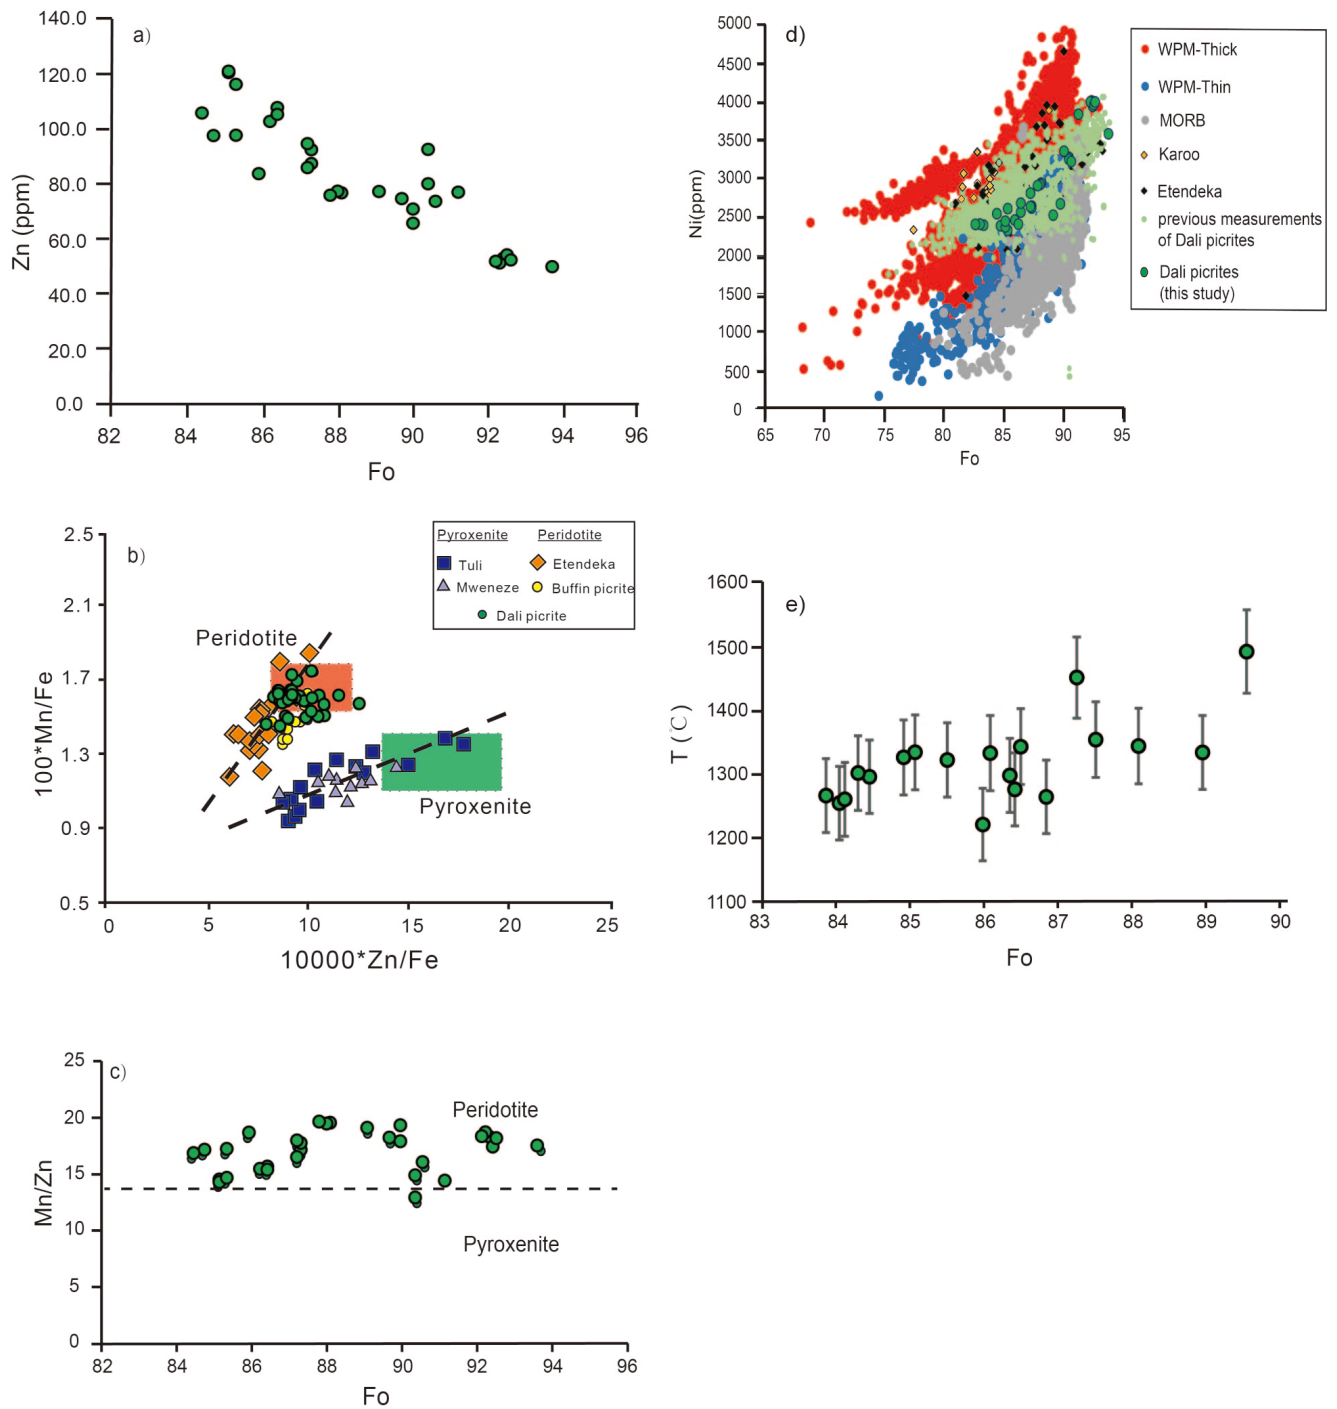 a)
140.0
120.0
100.0
80.0
60.0
40.0
20.0
0.0
Zn (ppm)
82 84 86 88 90 92 94 96
Fo
d)
5000
4500
4000
3500
3000
2500
2000
1500
1000
500
0
Ni(ppm)
65 70 75 80 85 90 95
Fo
WPM-Thick
WPM-Thin
MORB
Karoo
Etendeka
previous measurements
of Dali picrites
Dali picrites
(this study)
b)
2.5
2.1
1.7
1.3
0.9
0.5
100*Mn/Fe
0 5 10 15 20 25
10000*Zn/Fe
Pyroxenite Peridotite
Tuli Etendeka
Mweneze Buffin picrite
Dali picrite
Peridotite
Pyroxenite
e)
1600
1500
1400
1300
1200
1100
T (℃)
83 84 85 86 87 88 89 90
Fo
c)
25
20
15
10
5
0
Mn/Zn
Peridotite
Pyroxenite
82 84 86 88 90 92 94 96
Fo